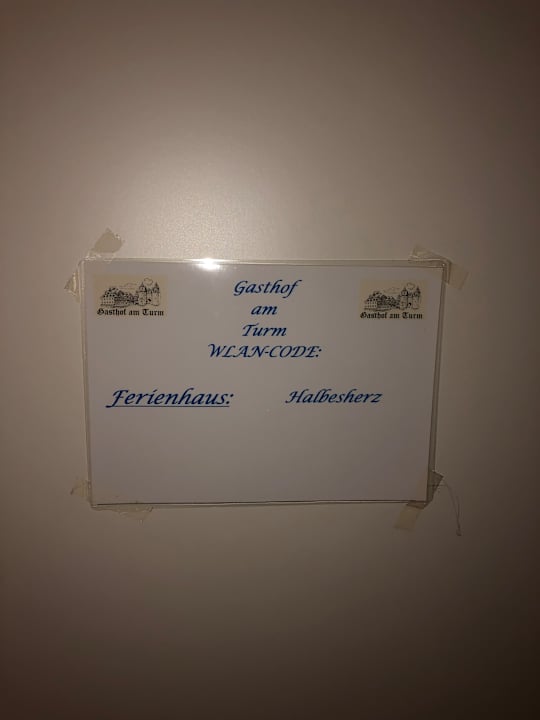 Gasthof
am
Turm
WLAN-CODE:
Gasthof am Turm
Gasthof am Turm
Ferienhaus: Halbesherz